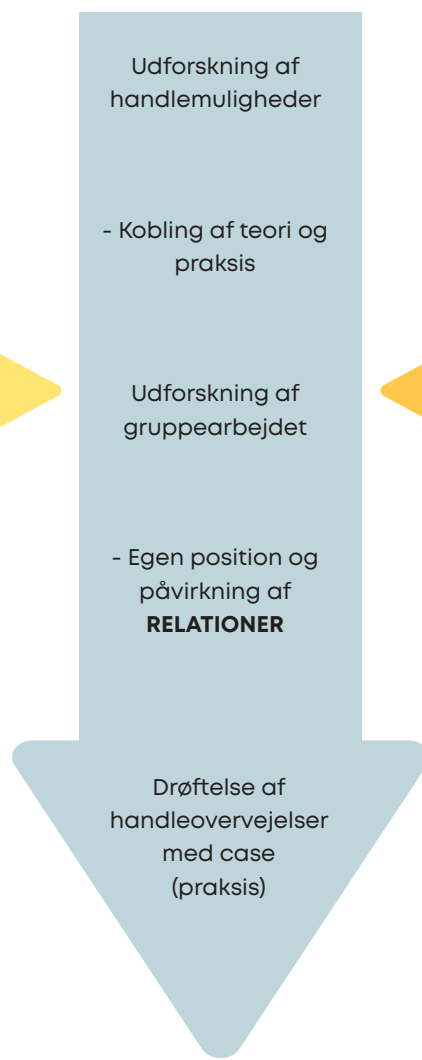 Udforskning af
handlemuligheder
- Kobling af teori og
praksis
Udforskning af
gruppearbejdet
- Egen position og
påvirkning af
RELATIONER
Drøftelse af
handleovervejelser
med case
(praksis)